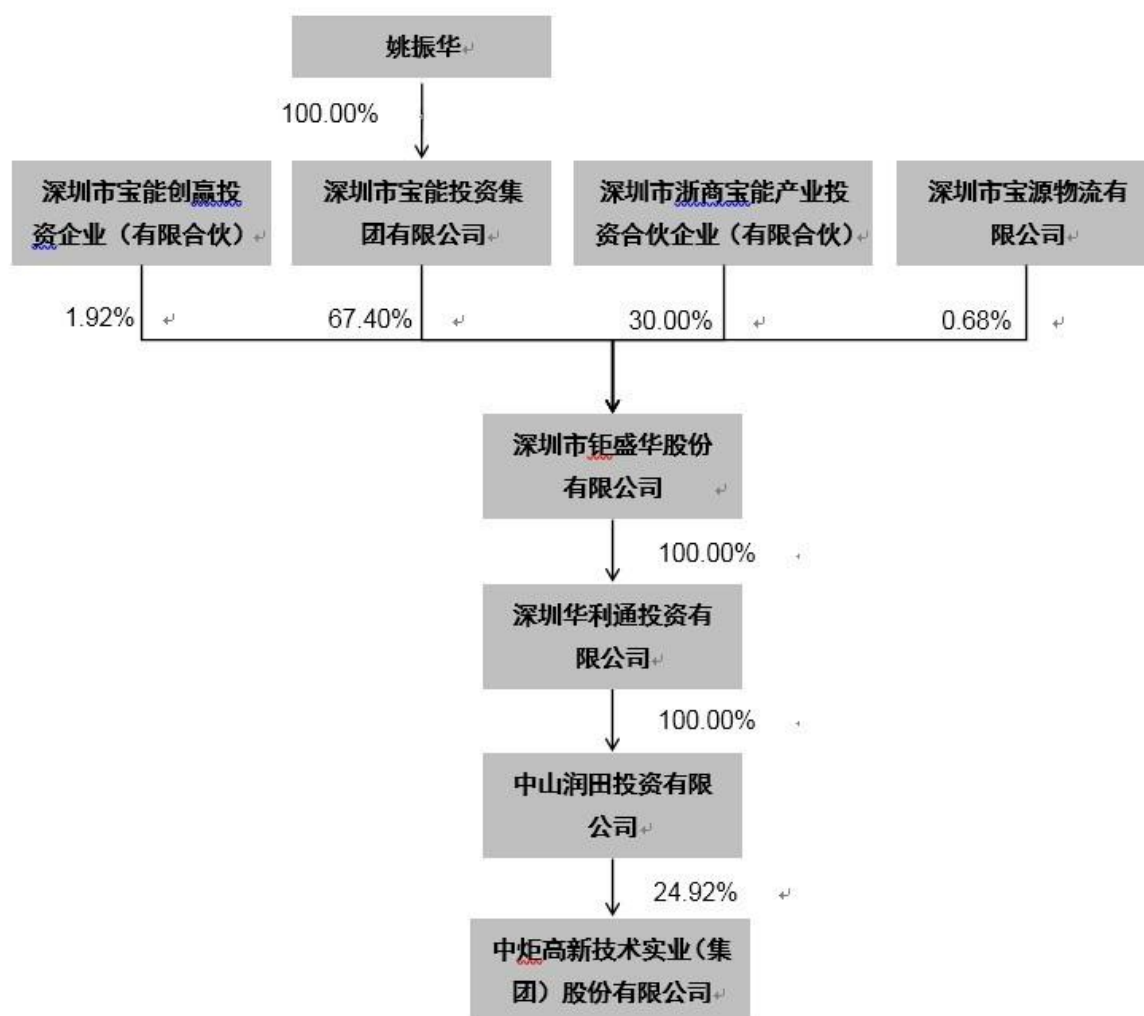 姚振华
100.00%
深圳市宝能创赢投
资企业（有限合伙）
深圳市宝能投资集
团有限公司
深圳市浙商宝能产业投
资合伙企业（有限合伙）
深圳市宝源物流有
限公司
1.92%
67.40%
30.00%
0.68%
深圳市钜盛华股份
有限公司
100.00%
深圳华利通投资有
限公司
100.00%
中山润田投资有限
公司
24.92%
中炬高新技术实业（集
团）股份有限公司